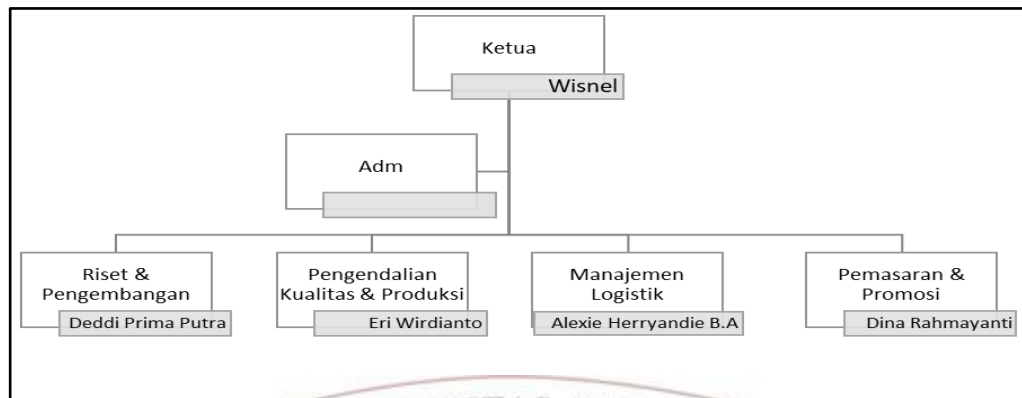 Ketua
Wisnel
Adm
Riset &
Pengembangan
Deddi Prima Putra
Pengendalian
Kualitas & Produksi
Eri Wirdianto
Manajemen
Logistik
Alexie Herryandie B.A
Pemasaran &
Promosi
Dina Rahmayanti